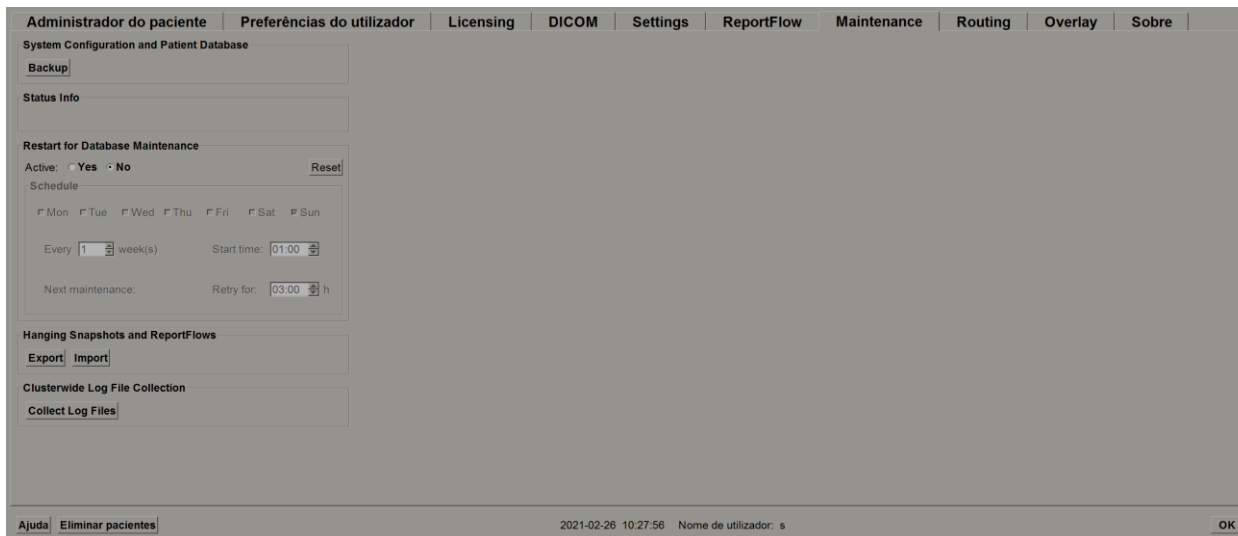 Administrador do paciente Preferências do utilizador Licensing DICOM Settings ReportFlow Maintenance Routing Overlay Sobre
System Configuration and Patient Database
Backup
Status Info
Restart for Database Maintenance
Active: Yes No Reset
Schedule
Mon Tue Wed Thu Fri Sat Sun
Every 1 week(s) Start time: 01:00
Next maintenance: Retry for: 03:00 h
Hanging Snapshots and ReportFlows
Export Import
Clusterwide Log File Collection
Collect Log Files
Ajuda Eliminar pacientes 2021-02-26 10:27:56 Nome de utilizador: s OK